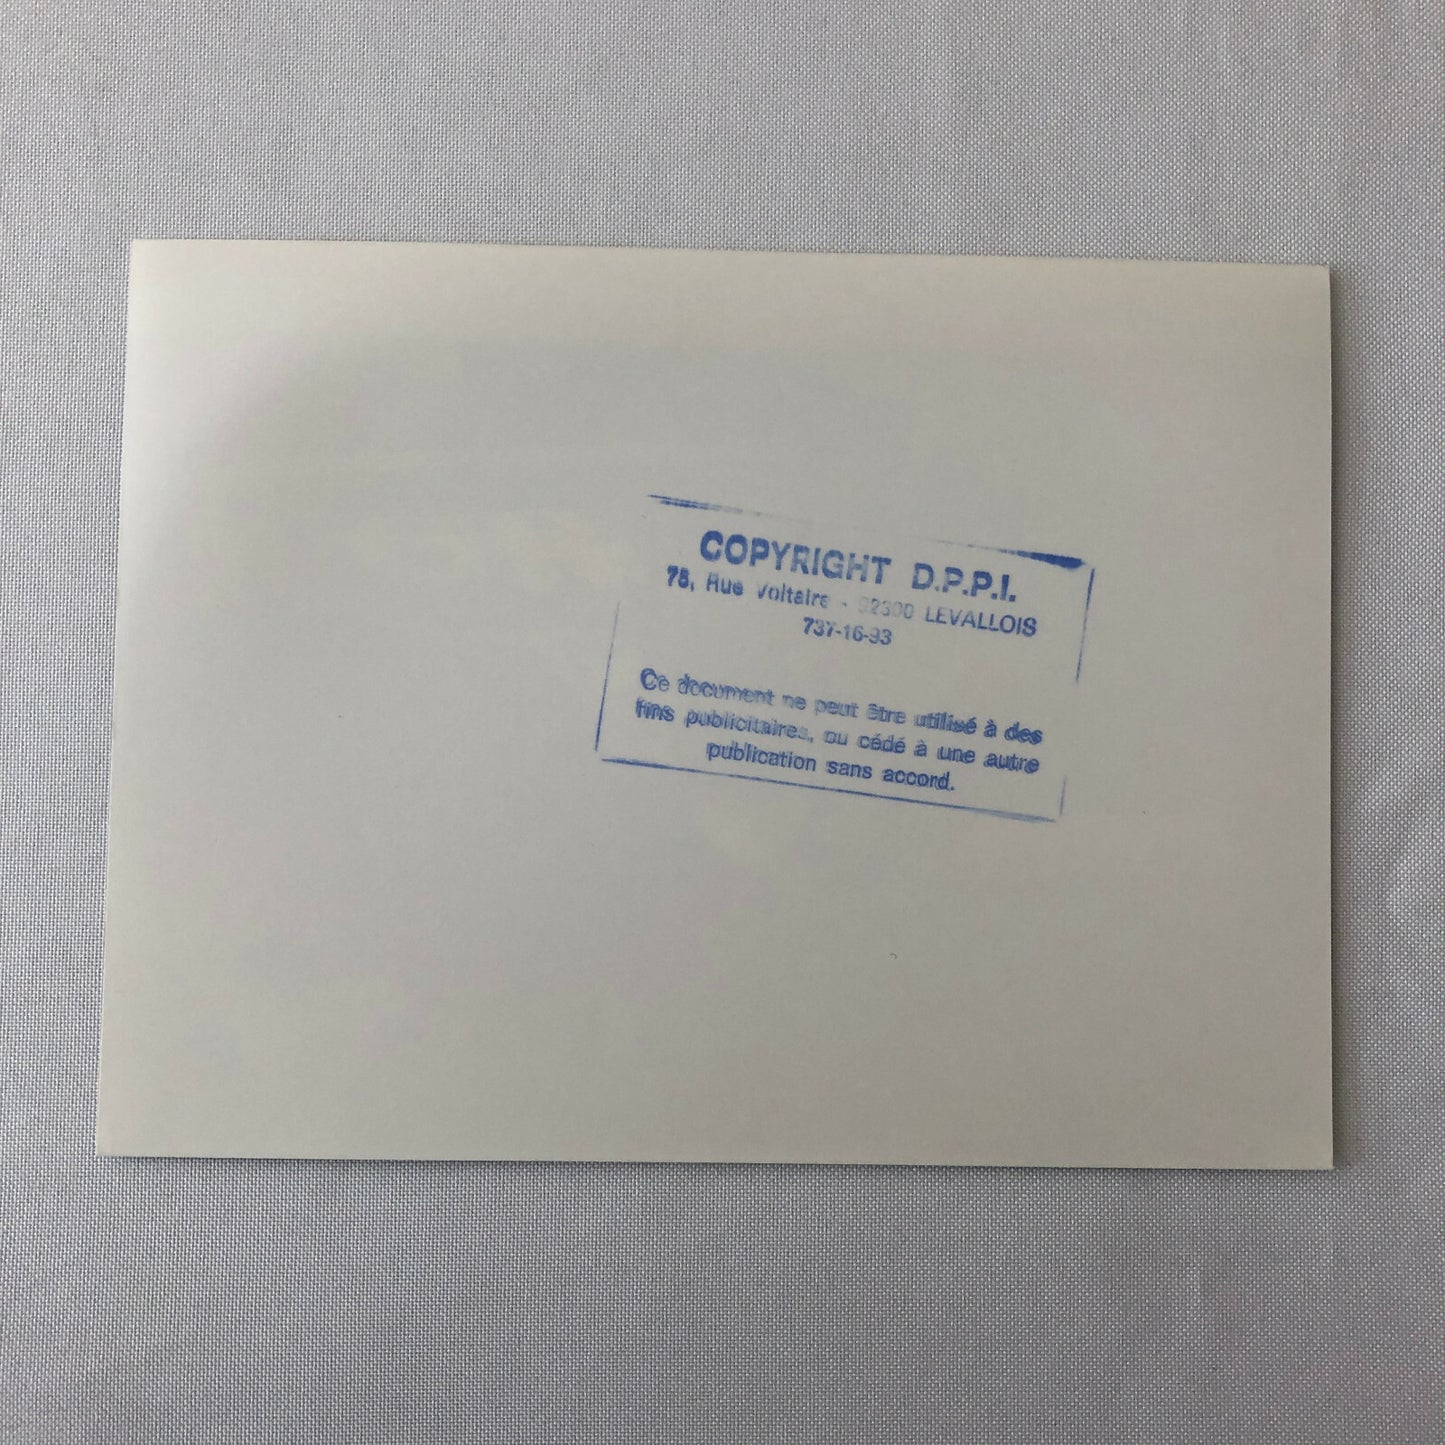 COPYRIGHT D.P.P.I.
75, Rue Voltaire - 92300 LEVALLOIS
737-16-93
Ce document ne peut être utilisé à des
fins publicitaires, ou cédé à une autre
publication sans accord.